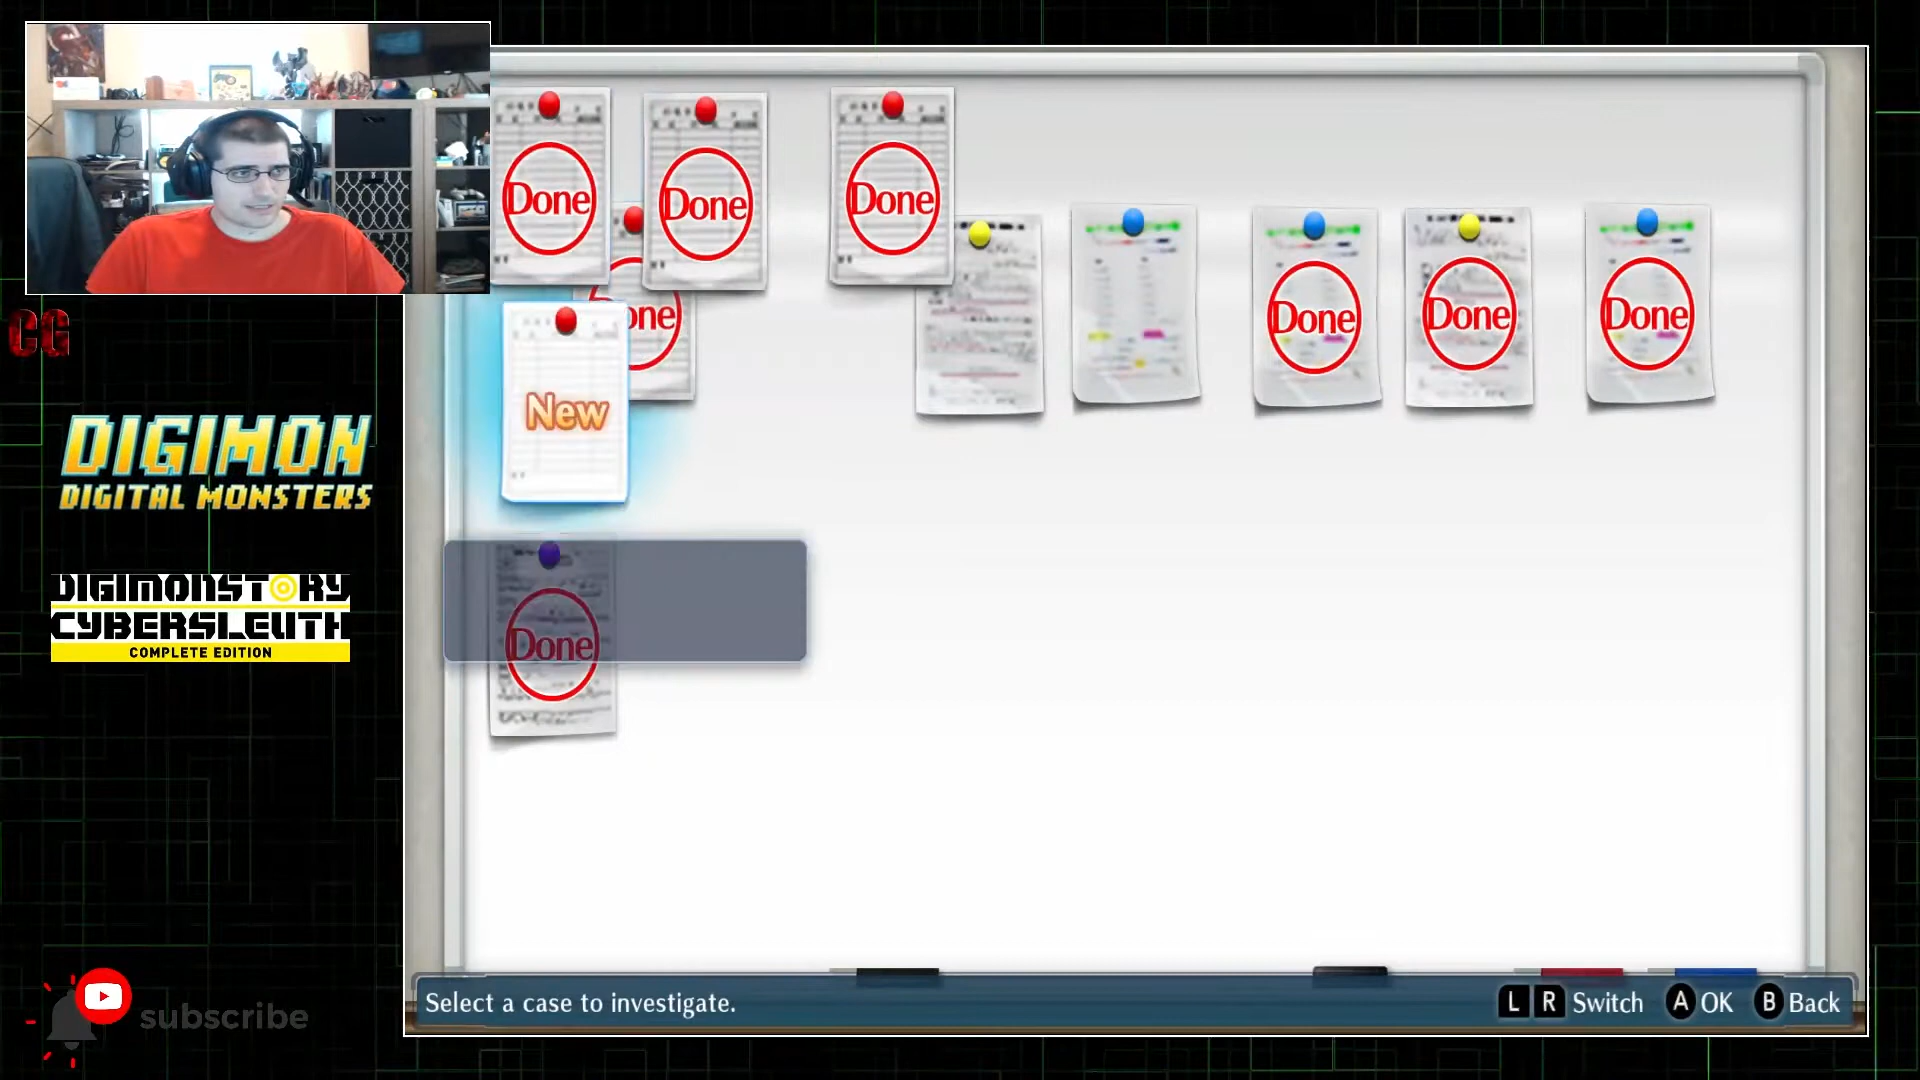 Done
Done
Done
Done
Done
Done
one
New
Done
CG
DIGIMON
DIGITAL MONSTERS
DIGIMONSTORY
CYBERSLEUTH
COMPLETE EDITION
subscribe
Select a case to investigate.
L R Switch A OK B Back